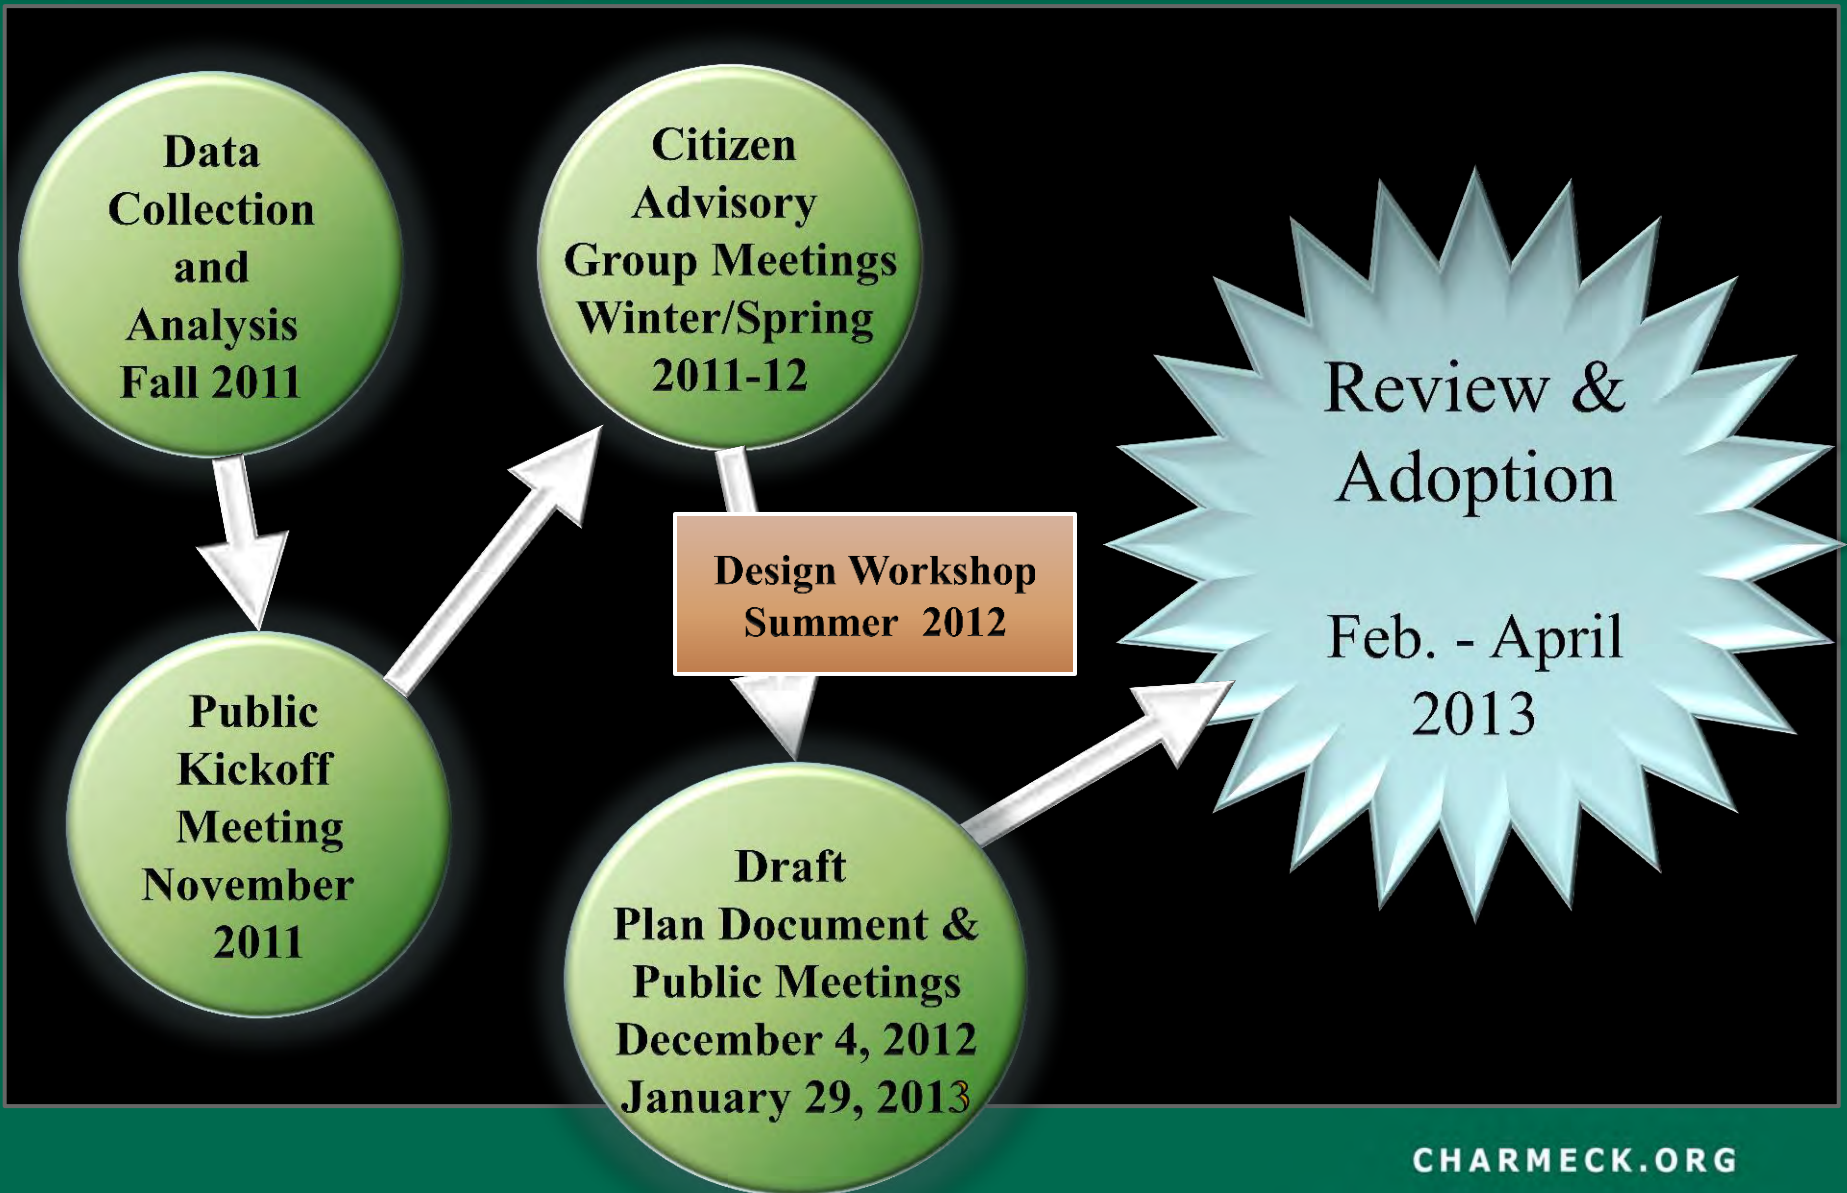 Data
Collection
and
Analysis
Fall 2011
Public
Kickoff
Meeting
November
2011
Citizen
Advisory
Group Meetings
Winter/Spring
2011-12
Design Workshop
Summer 2012
Draft
Plan Document &
Public Meetings
December 4, 2012
January 29, 2013
Review &
Adoption
Feb. - April
2013
CHARMECK.ORG